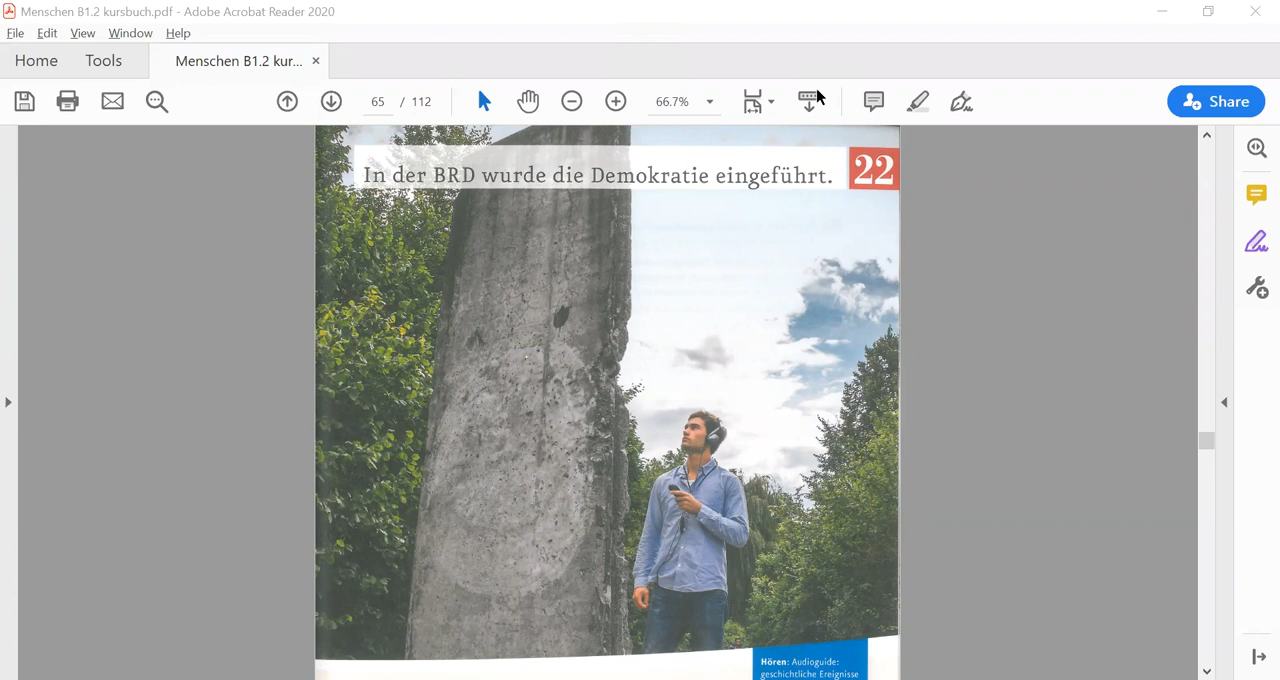 Menschen B1.2 kursbuch.pdf - Adobe Acrobat Reader 2020
File Edit View Window Help
Home Tools Menschen B1.2 kur... ×
65 / 112 66.7% Share
In der BRD wurde die Demokratie eingeführt. 22
Hören: Audioguide:
geschichtliche Ereignisse